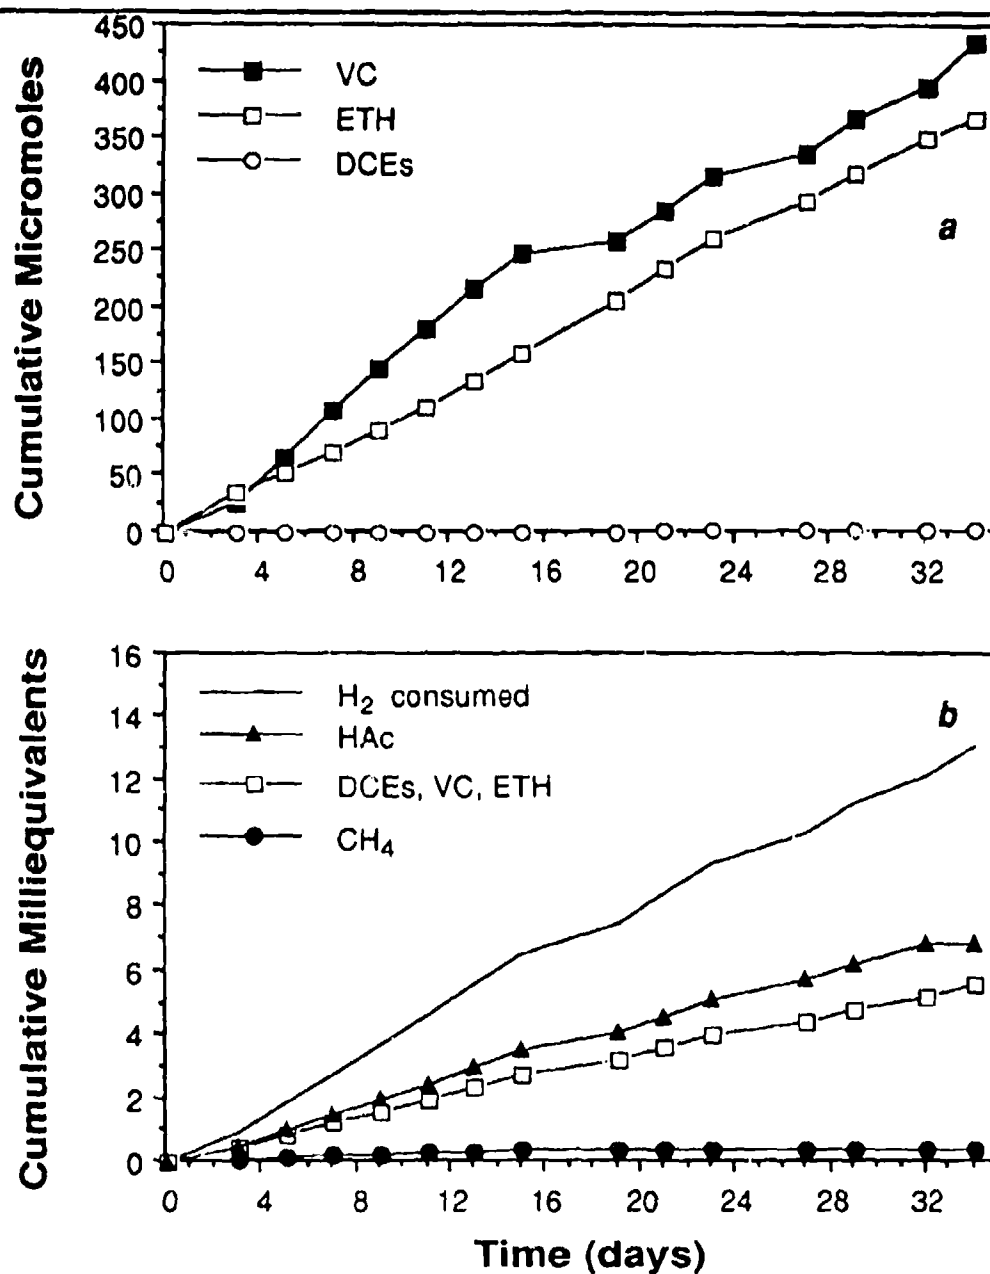 450
400
350
300
250
200
150
100
50
0
Cumulative Micromoles
VC
ETH
DCEs
a
0 4 8 12 16 20 24 28 32
16
14
12
10
8
6
4
2
0
Cumulative Milliequivalents
H₂ consumed
HAc
DCEs, VC, ETH
CH₄
b
0 4 8 12 16 20 24 28 32
Time (days)